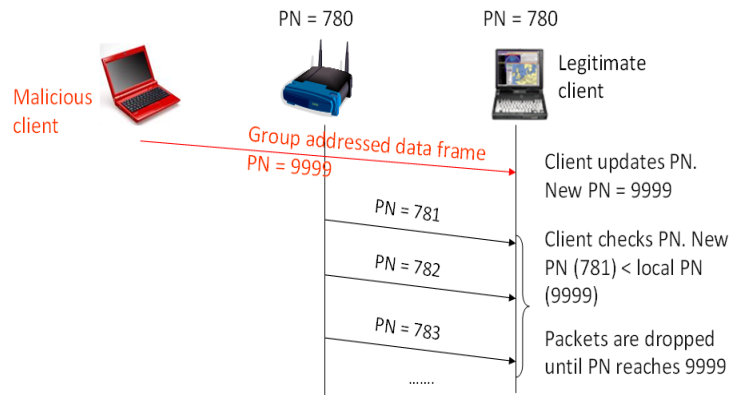 PN = 780
PN = 780
Malicious
client
Legitimate
client
Group addressed data frame
PN = 9999
Client updates PN.
New PN = 9999
PN = 781
Client checks PN. New
PN (781) < local PN
(9999)
PN = 782
PN = 783
Packets are dropped
until PN reaches 9999
.......